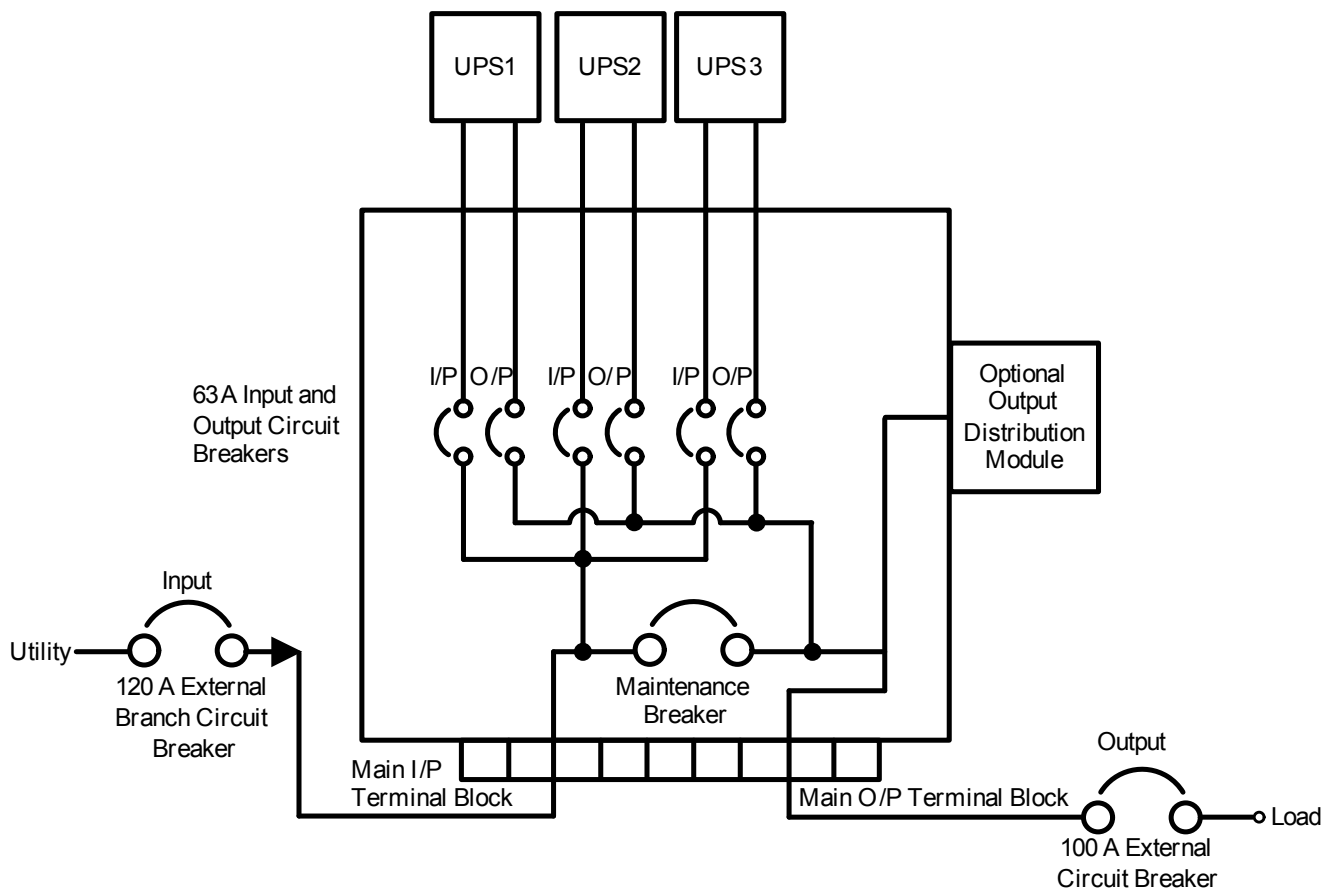 UPS1
UPS2
UPS3
I/P O/P I/P O/P I/P O/P
63A Input and
Output Circuit
Breakers
Optional
Output
Distribution
Module
Input
Utility
120 A External
Branch Circuit
Breaker
Maintenance
Breaker
Main I/P
Terminal Block
Main O/P Terminal Block
Output
Load
100 A External
Circuit Breaker